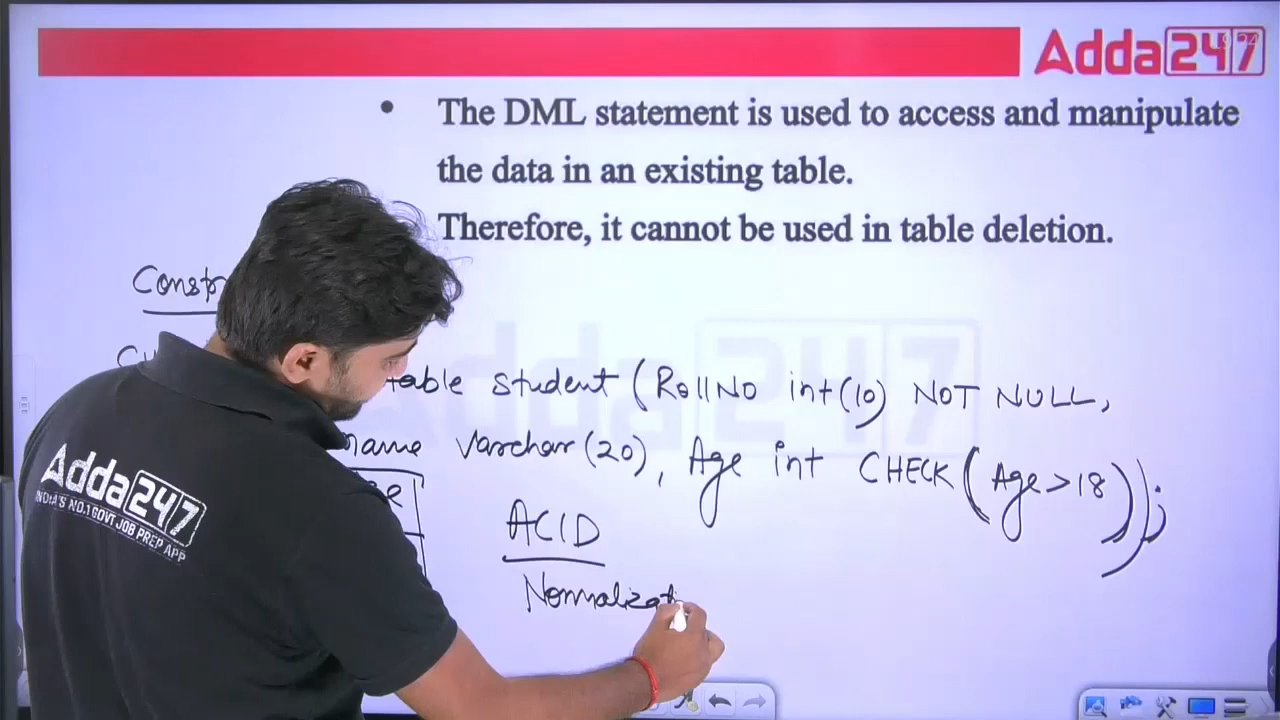 Adda247
• The DML statement is used to access and manipulate
the data in an existing table.
Therefore, it cannot be used in table deletion.
table student (RollNO int(10) NOT NULL,
name varchar(20), Age int CHECK (Age>18));
ACID
Normalizati
Adda247
INDIA'S NO.1 GOVT JOB PREP APP